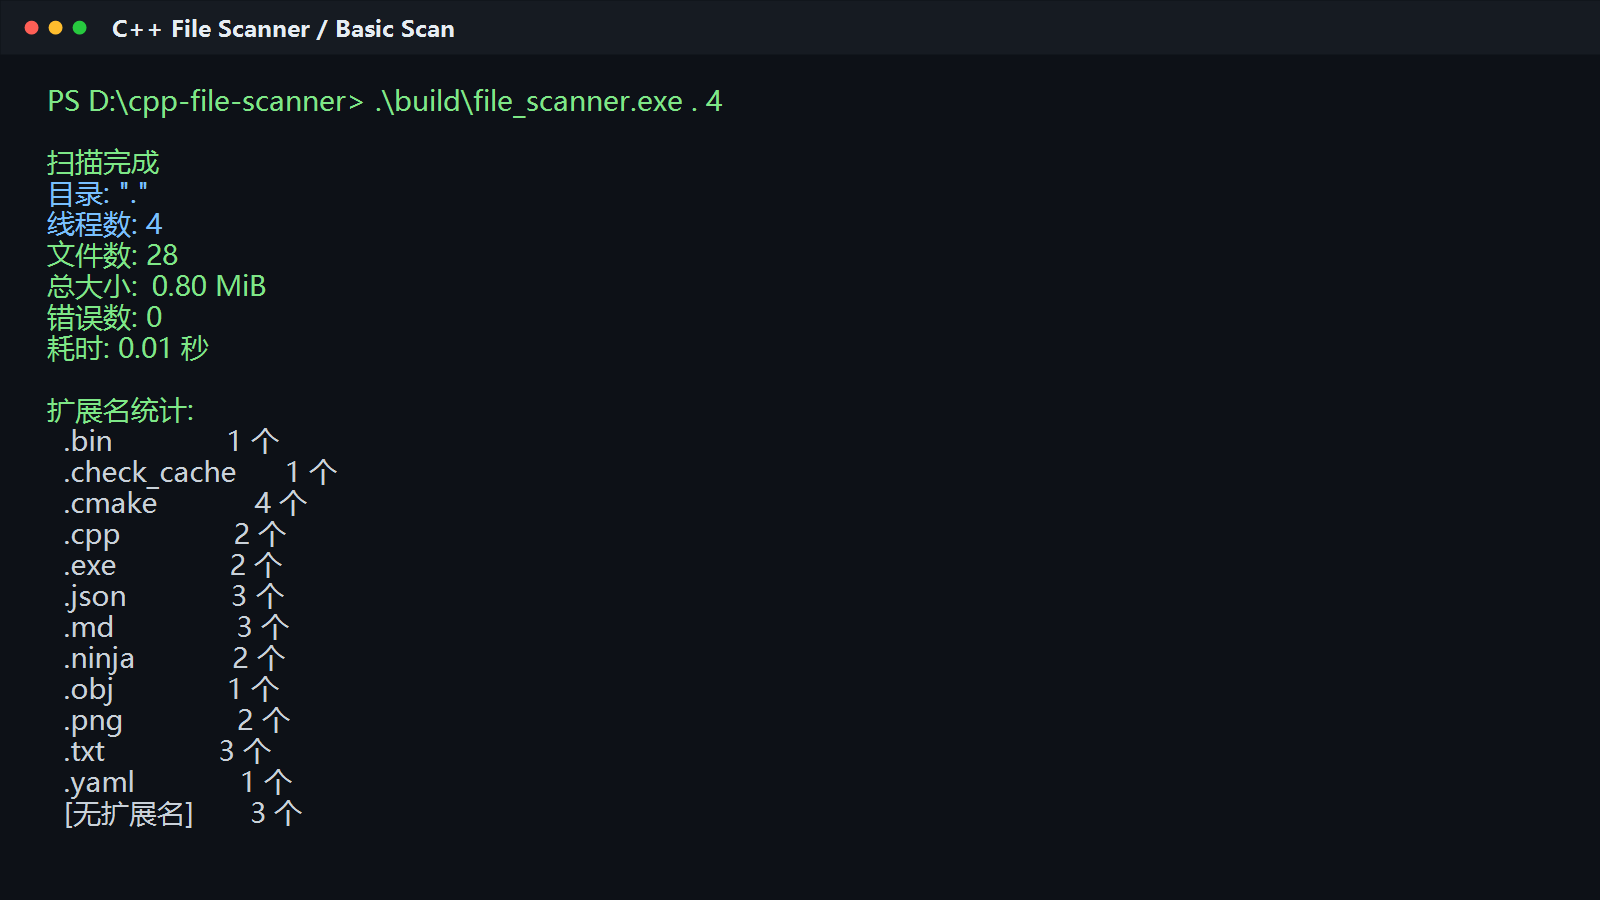 C++ File Scanner / Basic Scan
PS D:\cpp-file-scanner> .\build\file_scanner.exe . 4
扫描完成
目录: "."
线程数: 4
文件数: 28
总大小:  0.80 MiB
错误数: 0
耗时: 0.01 秒
扩展名统计:
.bin 1 个
.check_cache 1 个
.cmake 4 个
.cpp 2 个
.exe 2 个
.json 3 个
.md 3 个
.ninja 2 个
.obj 1 个
.png 2 个
.txt 3 个
.yaml 1 个
[无扩展名] 3 个